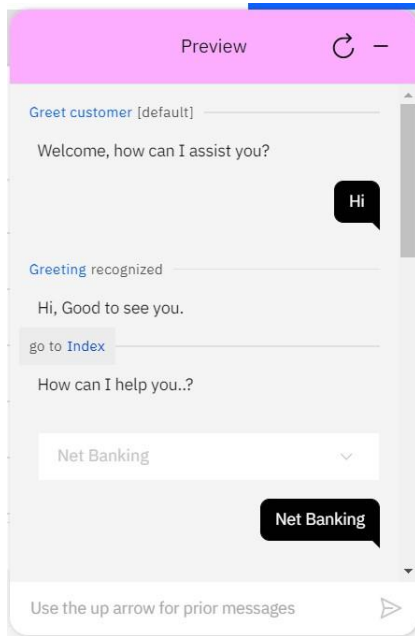 Preview
Greet customer [default]
Welcome, how can I assist you?
Hi
Greeting recognized
Hi, Good to see you.
go to Index
How can I help you..?
Net Banking
Net Banking
Use the up arrow for prior messages